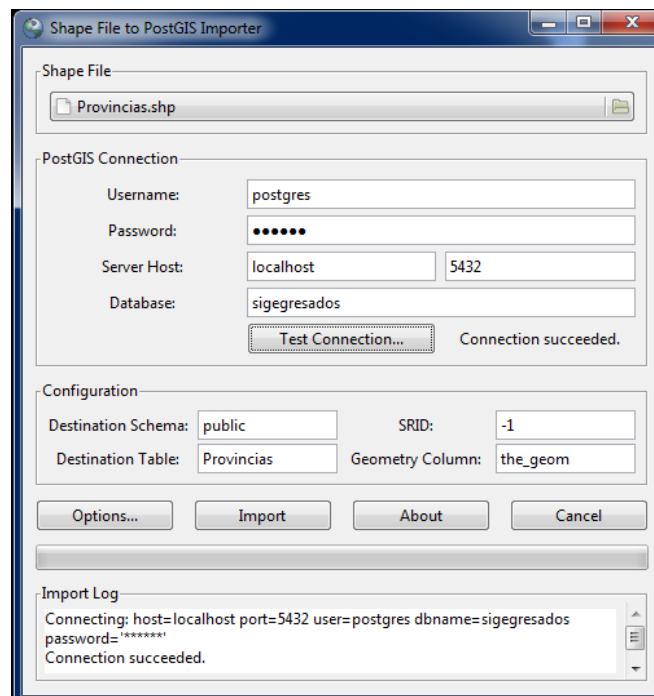 Shape File to PostGIS Importer
Shape File
Provincias.shp
PostGIS Connection
Username: postgres
Password: ●●●●●●
Server Host: localhost 5432
Database: sigegresados
Test Connection... Connection succeeded.
Configuration
Destination Schema: public SRID: -1
Destination Table: Provincias Geometry Column: the_geom
Options... Import About Cancel
Import Log
Connecting: host=localhost port=5432 user=postgres dbname=sigegresados
password='******'
Connection succeeded.